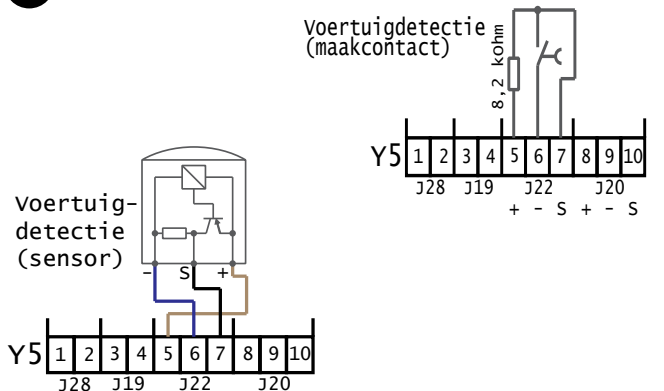 Voertuigdetectie
(maakcontact)
8,2 kohm
Y5 1 2 3 4 5 6 7 8 9 10
J28 J19 J22 J20
+ - S + - S
Voertuig-
detectie
(sensor)
- S +
Y5 1 2 3 4 5 6 7 8 9 10
J28 J19 J22 J20